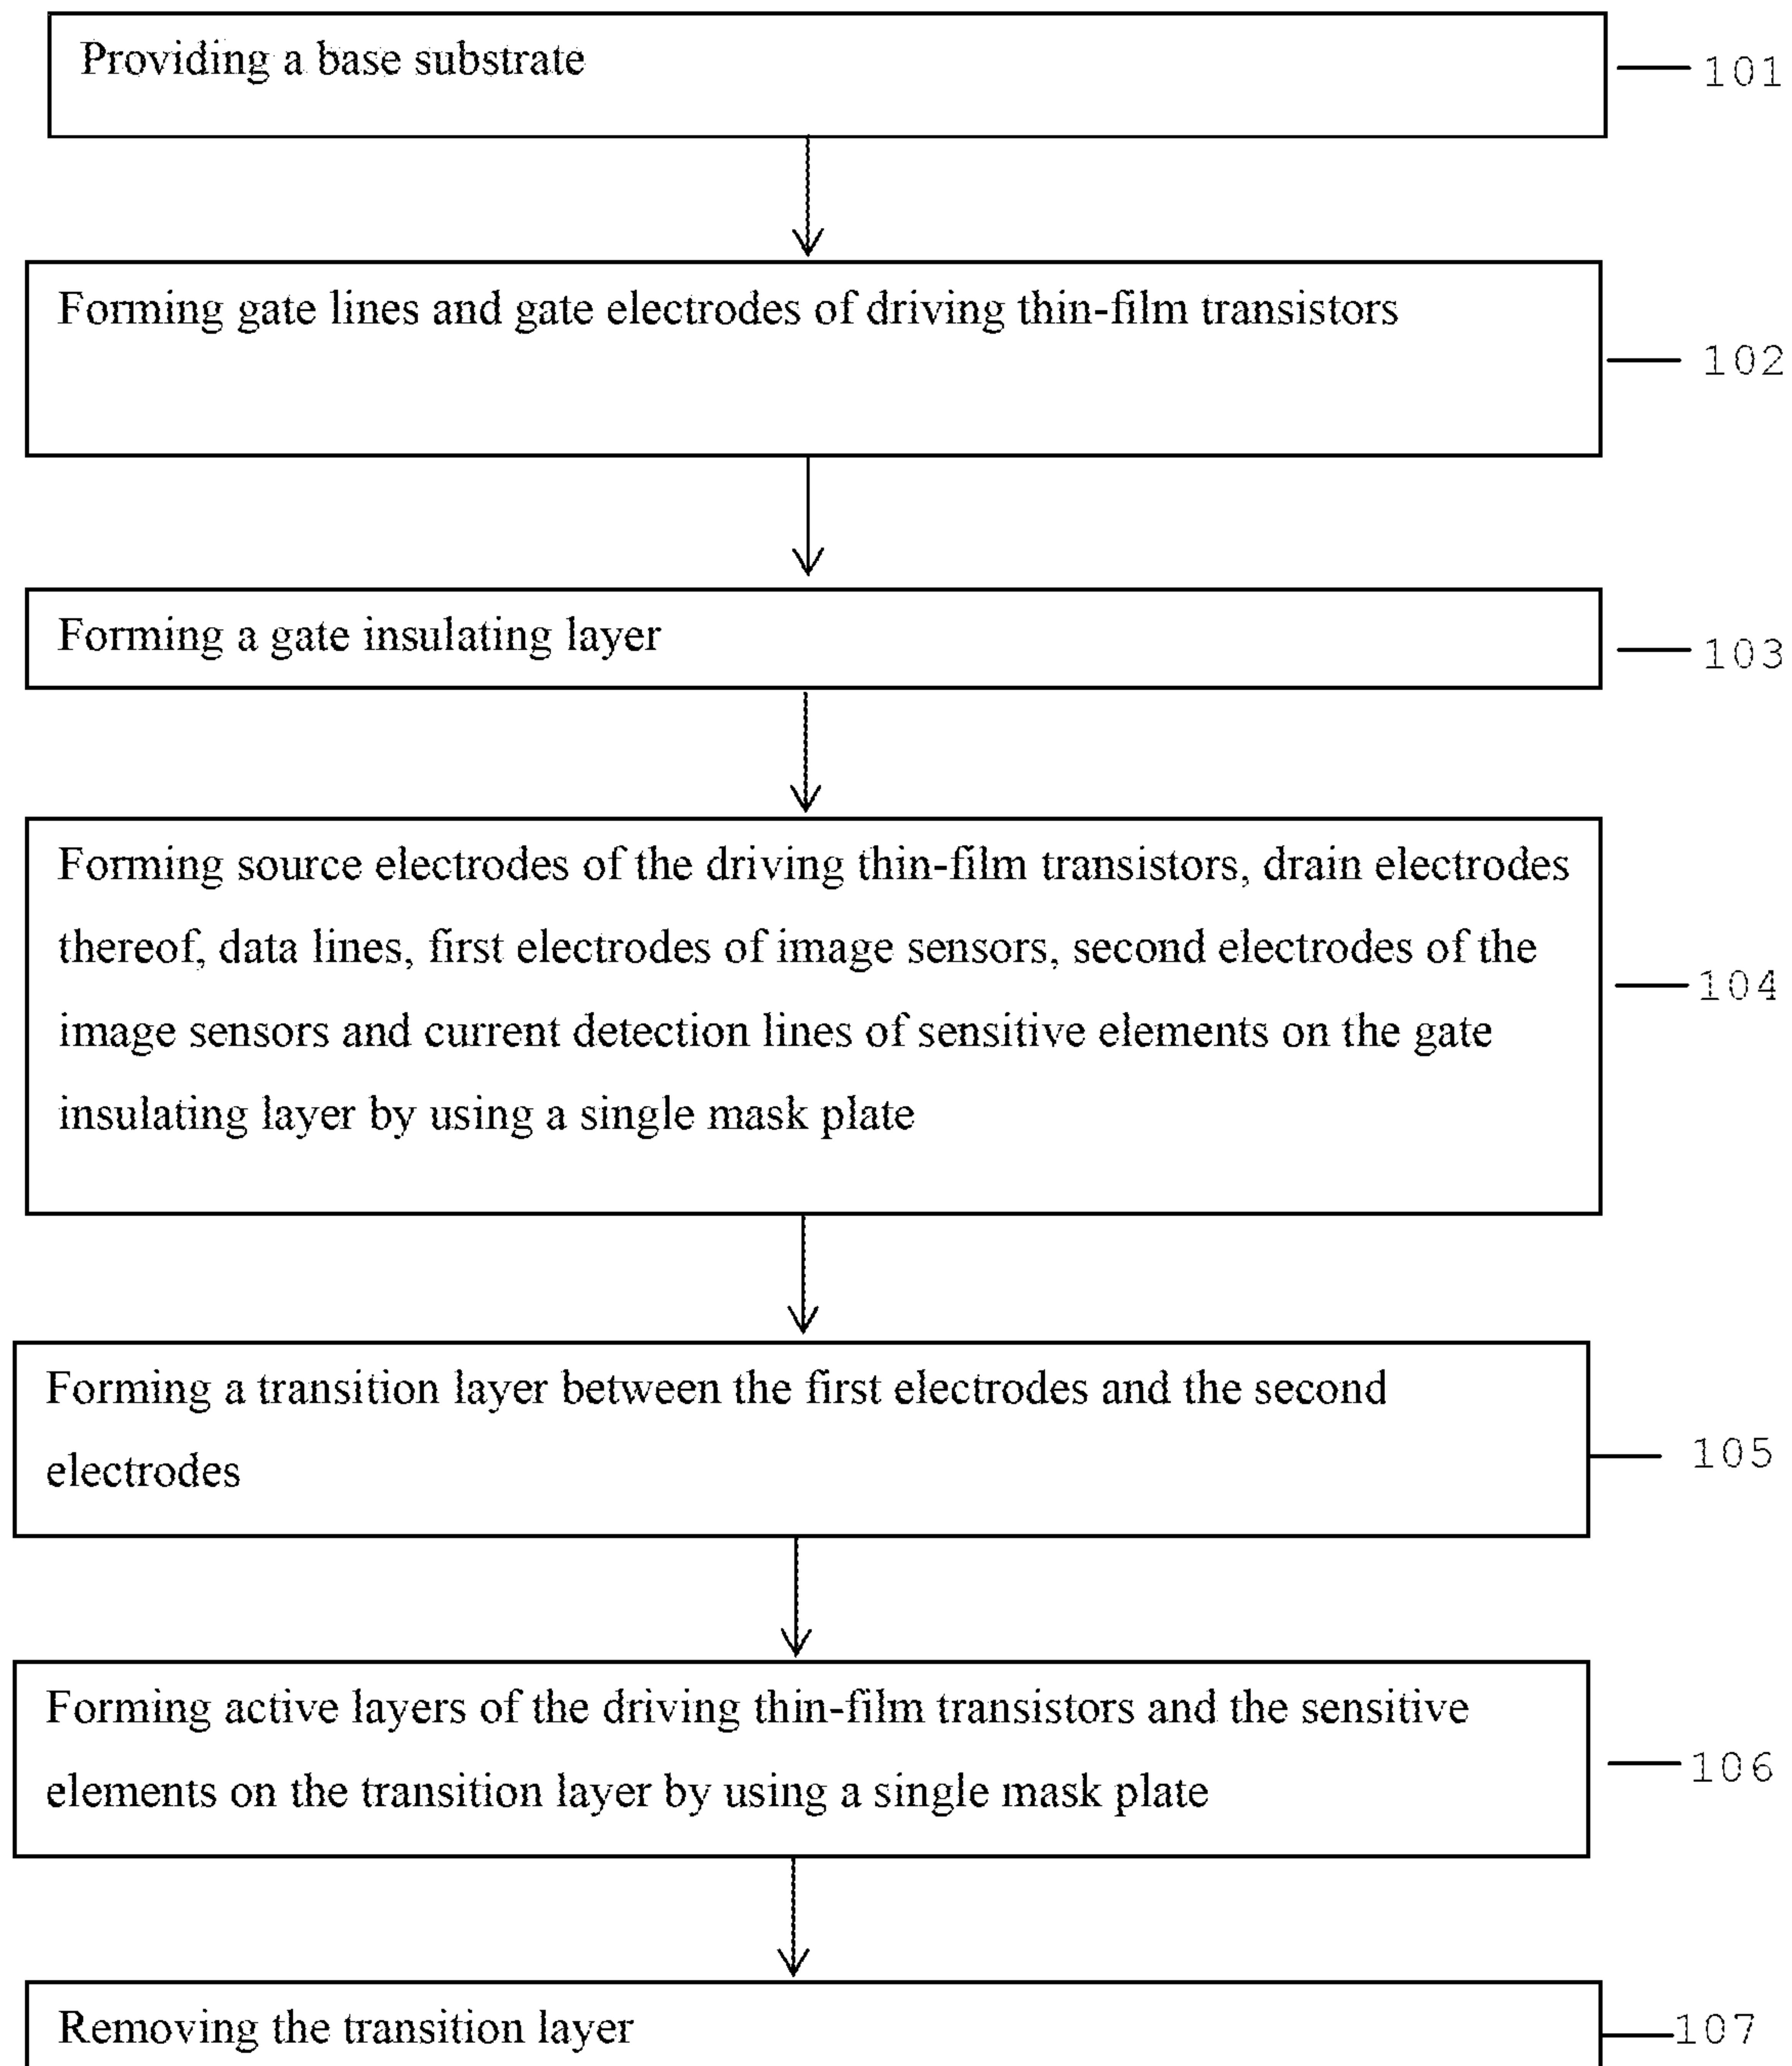 Providing a base substrate
101
Forming gate lines and gate electrodes of driving thin-film transistors
102
Forming a gate insulating layer
103
Forming source electrodes of the driving thin-film transistors, drain electrodes
thereof, data lines, first electrodes of image sensors, second electrodes of the
image sensors and current detection lines of sensitive elements on the gate
insulating layer by using a single mask plate
104
Forming a transition layer between the first electrodes and the second
electrodes
105
Forming active layers of the driving thin-film transistors and the sensitive
elements on the transition layer by using a single mask plate
106
Removing the transition layer
107